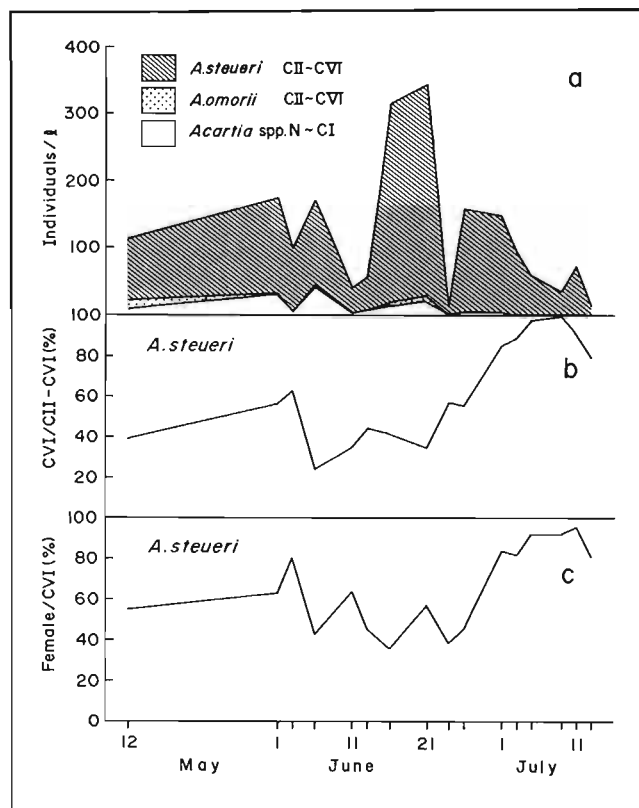 400
300
200
100
Individuals/ℓ
A.steueri CII~CVI
A.omorii CII~CVI
Acartia spp.N~CI
a
100
80
60
40
20
CVI/CII-CVI(%)
A.steueri
b
100
80
60
40
20
0
Female/CVI(%)
A.steueri
c
12 1 11 21 1 11
May June July